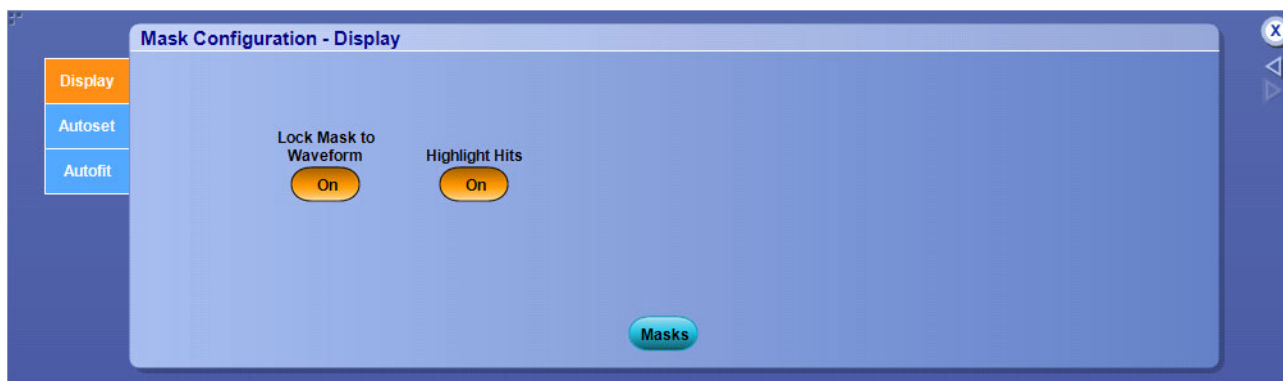 Mask Configuration - Display
X
Display
Autoset
Autofit
Lock Mask to
Waveform
On
Highlight Hits
On
Masks